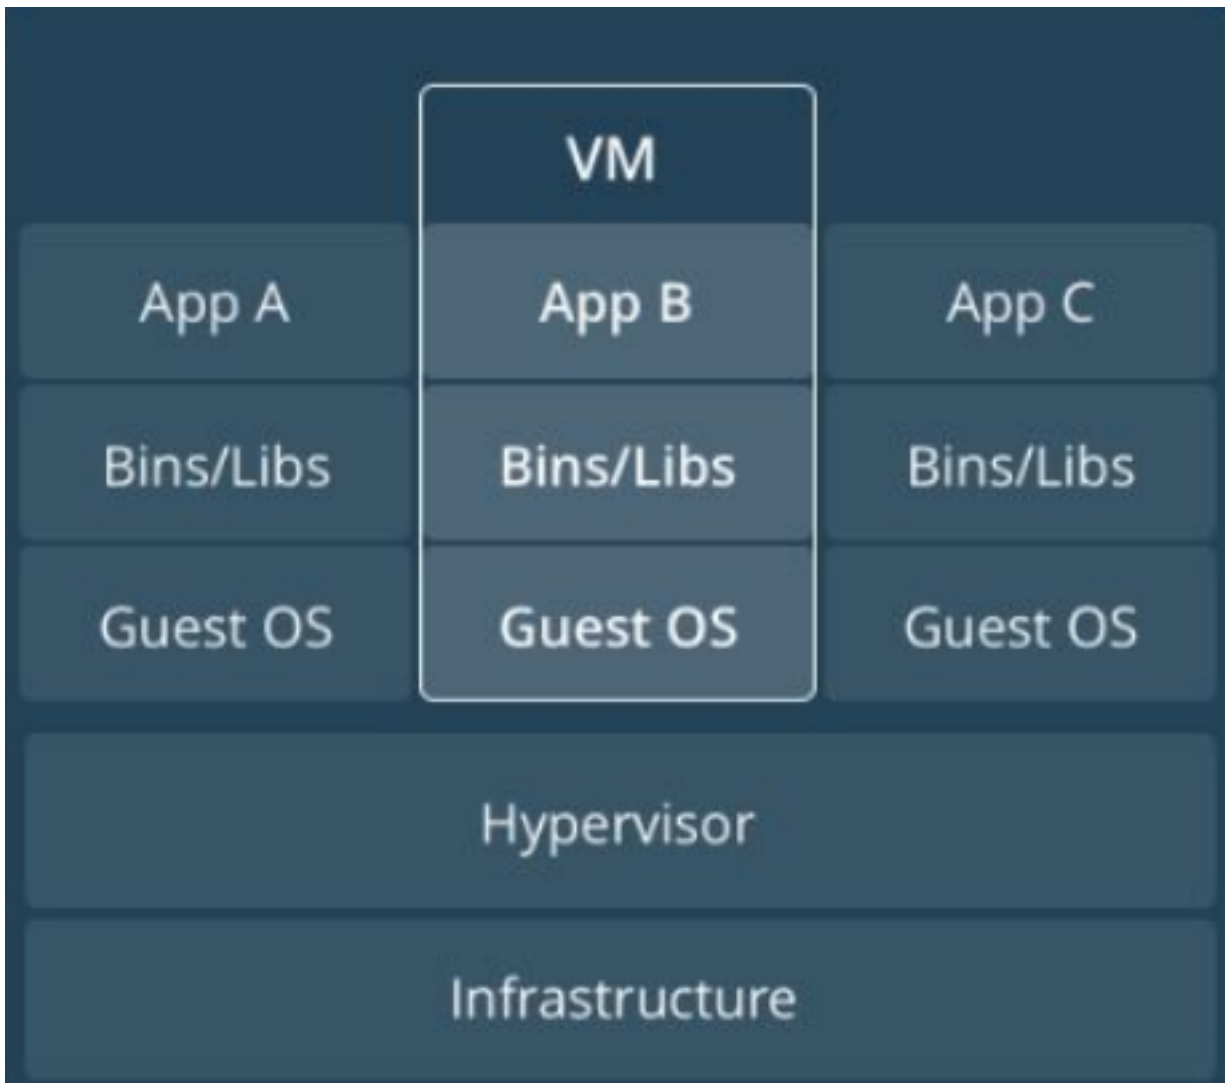 VM
App A
App B
App C
Bins/Libs
Bins/Libs
Bins/Libs
Guest OS
Guest OS
Guest OS
Hypervisor
Infrastructure